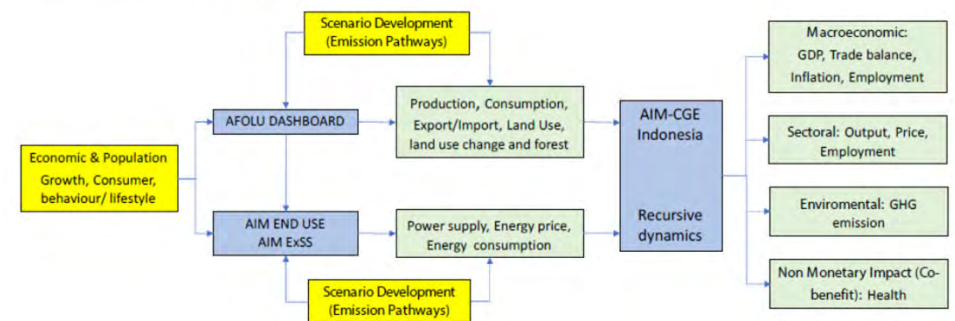 Scenario Development
(Emission Pathways)
AFOLU DASHBOARD
Production, Consumption,
Export/Import, Land Use,
land use change and forest
Economic & Population
Growth, Consumer,
behaviour/ lifestyle
AIM END USE
AIM ExSS
Power supply, Energy price,
Energy consumption
Scenario Development
(Emission Pathways)
AIM-CGE
Indonesia
Recursive
dynamics
Macroeconomic:
GDP, Trade balance,
Inflation, Employment
Sectoral: Output, Price,
Employment
Enviromental: GHG
emission
Non Monetary Impact (Co-
benefit): Health